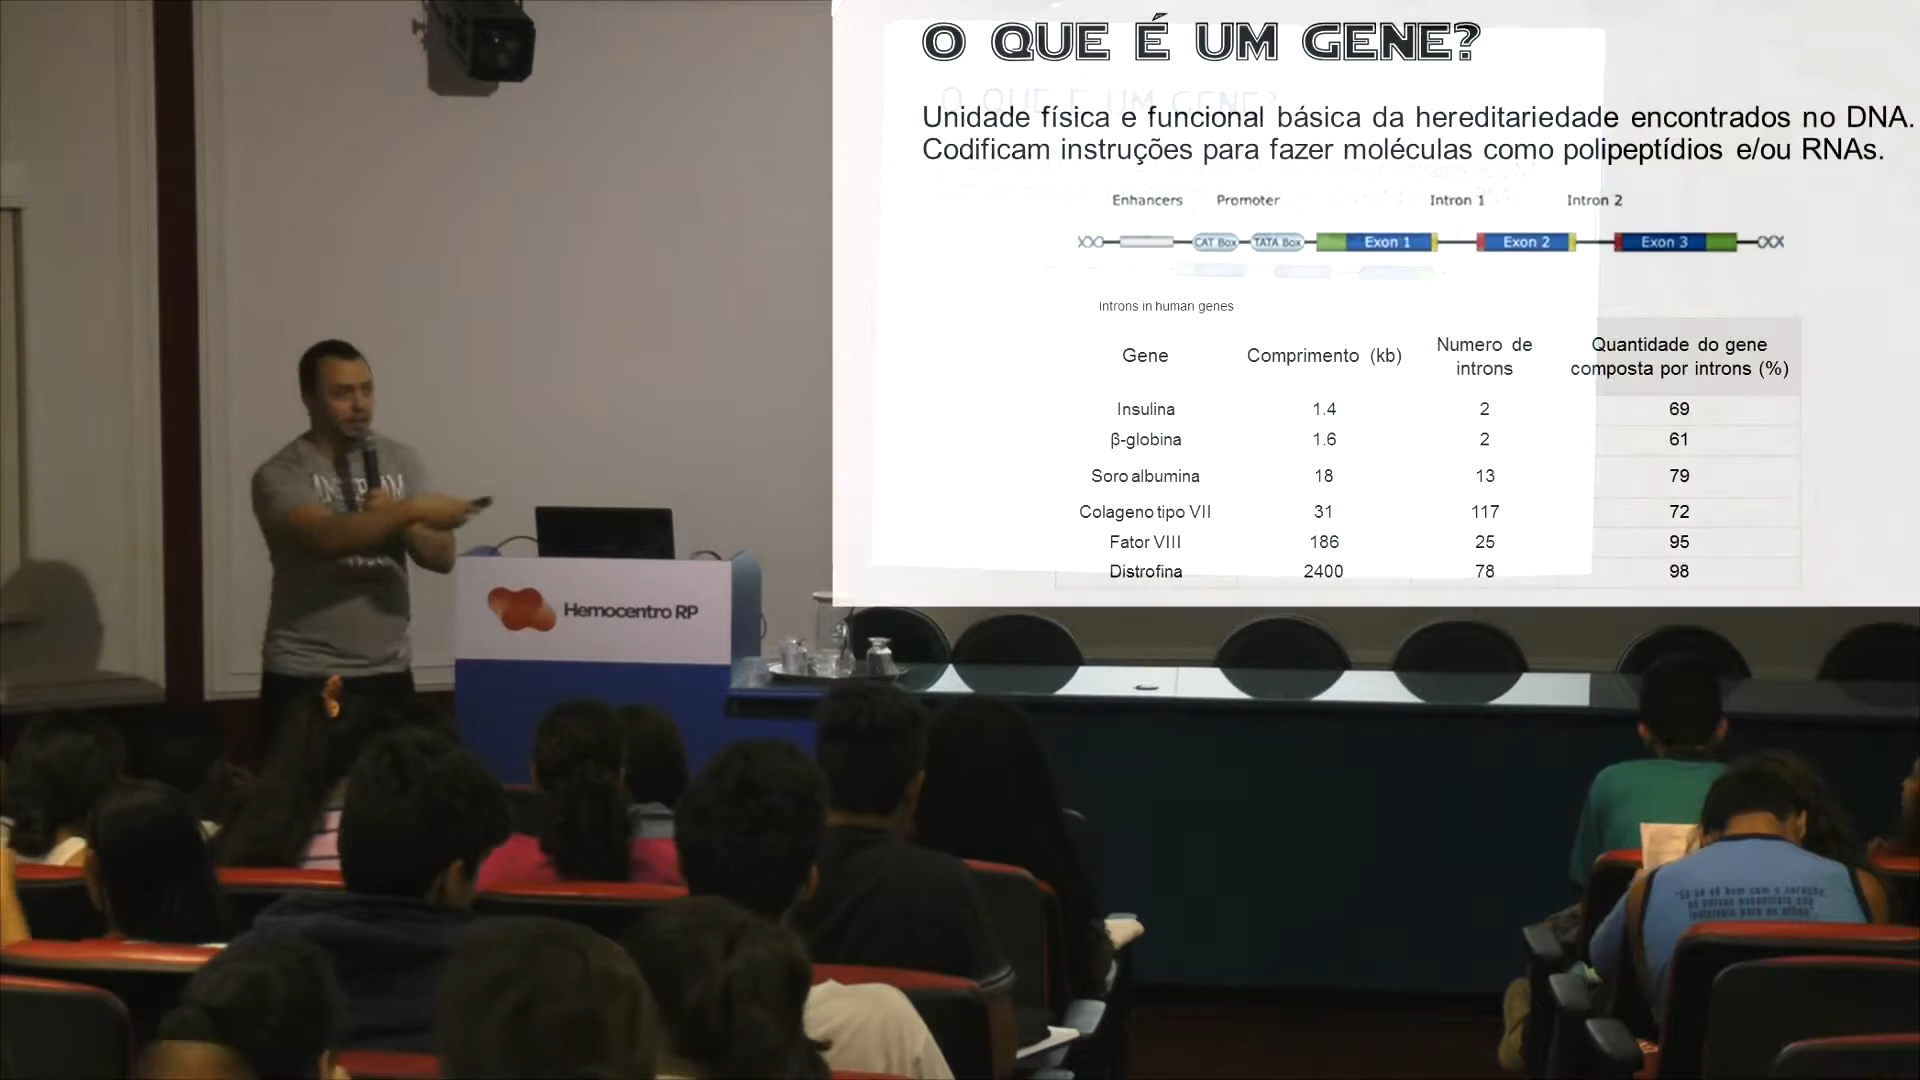 O QUE É UM GENE?
Unidade física e funcional básica da hereditariedade encontrados no DNA.
Codificam instruções para fazer moléculas como polipeptídios e/ou RNAs.
Enhancers Promoter Intron 1 Intron 2
CAT Box TATA Box Exon 1 Exon 2 Exon 3
Introns in human genes
Gene Comprimento (kb) Numero de introns Quantidade do gene composta por introns (%)
Insulina 1.4 2 69
β-globina 1.6 2 61
Soro albumina 18 13 79
Colageno tipo VII 31 117 72
Fator VIII 186 25 95
Distrofina 2400 78 98
Hemocentro RP